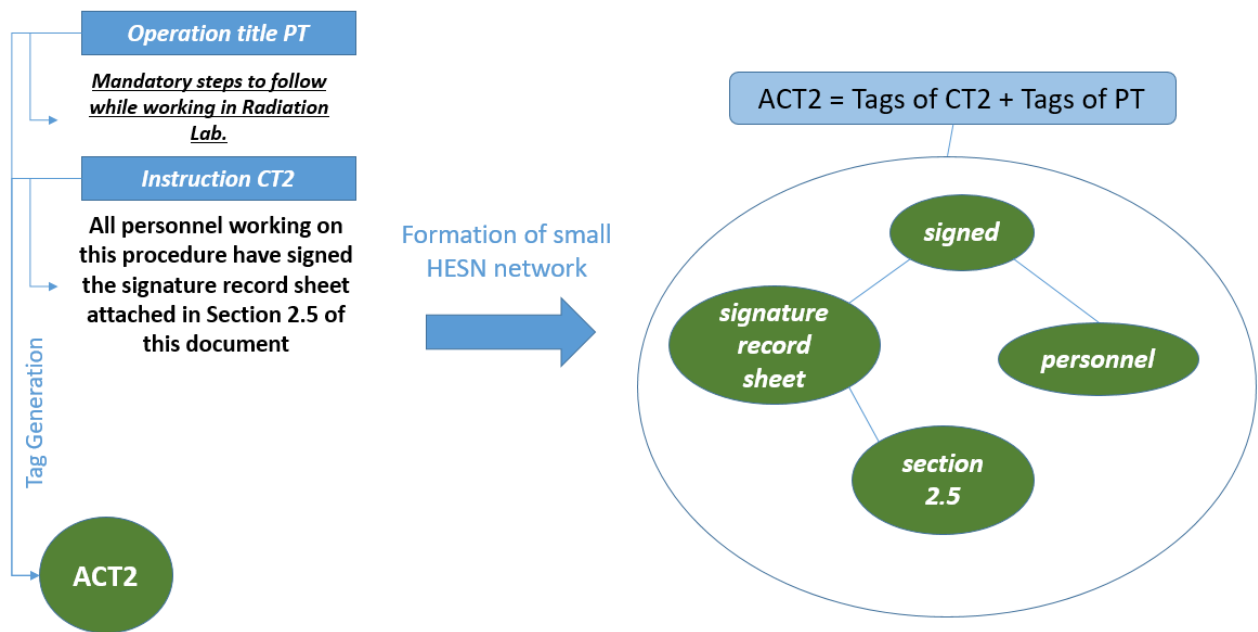 Operation title PT
Mandatory steps to follow
while working in Radiation
Lab.
Instruction CT2
All personnel working on
this procedure have signed
the signature record sheet
attached in Section 2.5 of
this document
Tag Generation
ACT2
Formation of small
HESN network
ACT2 = Tags of CT2 + Tags of PT
signed
signature
record
sheet
personnel
section
2.5